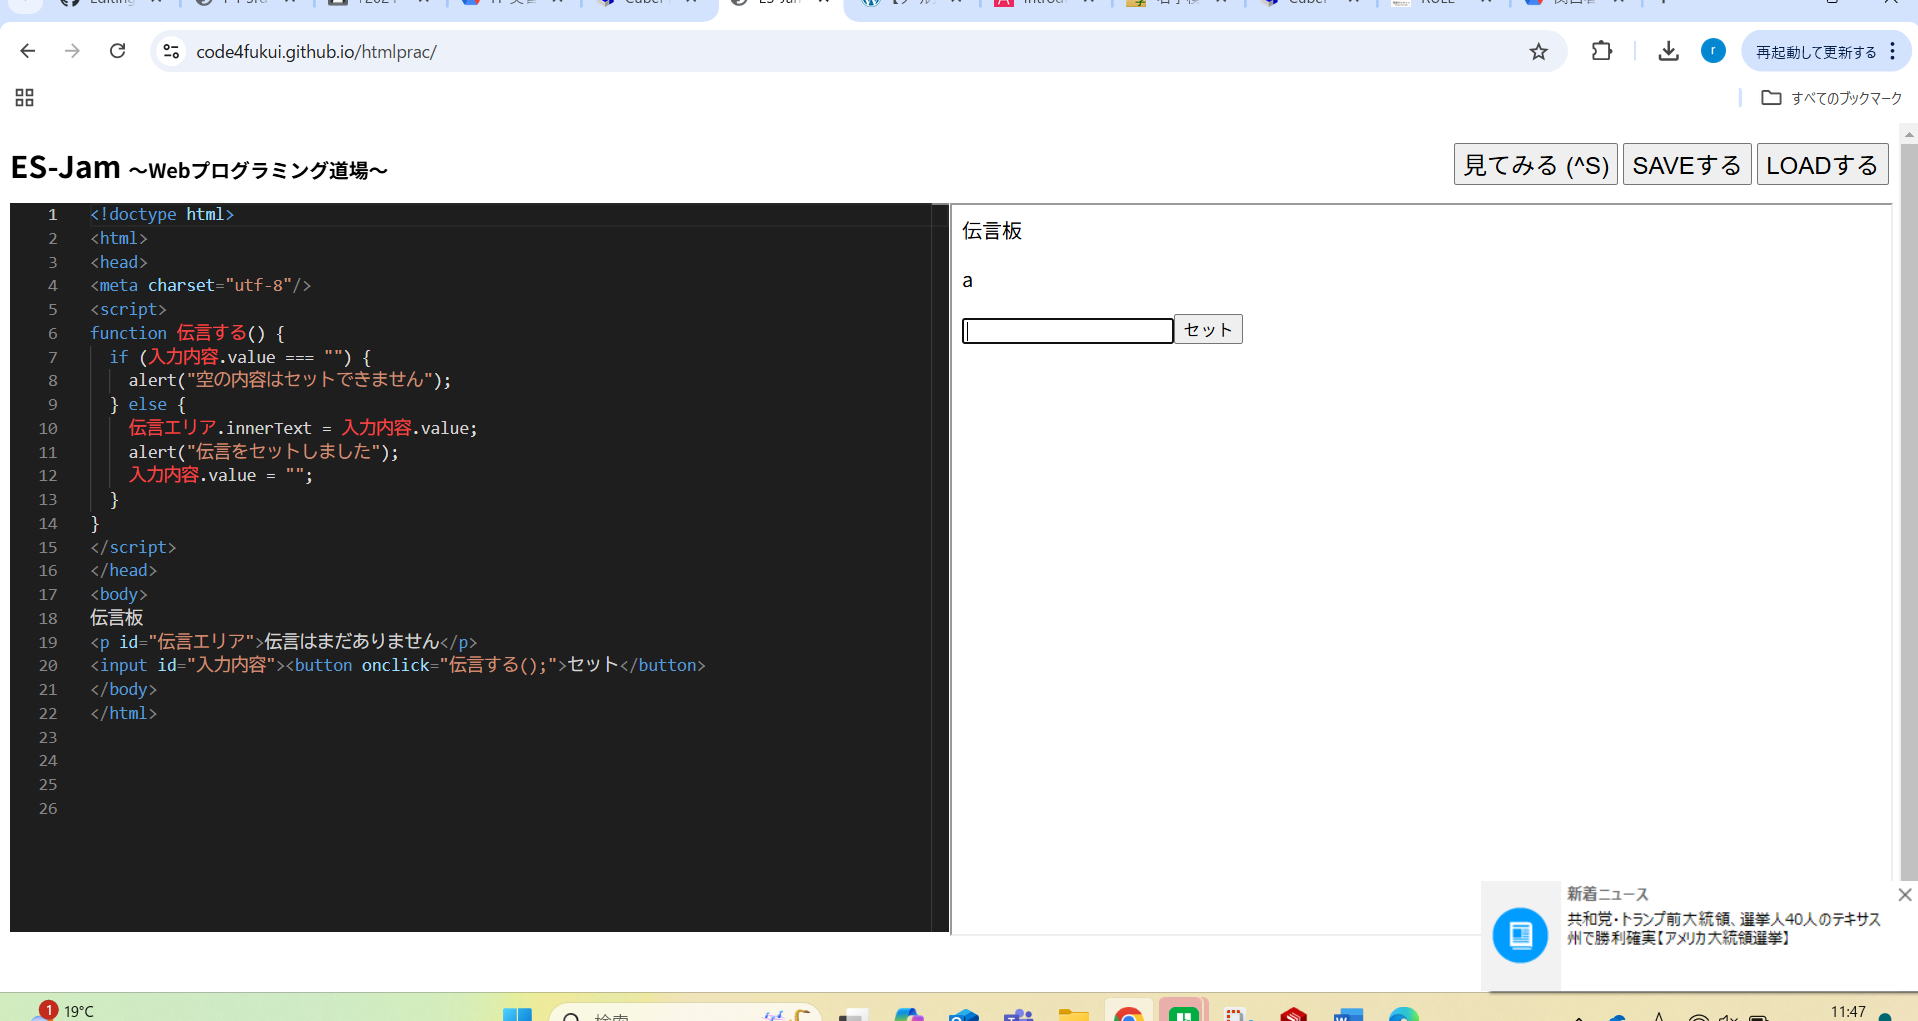 code4fukui.github.io/htmlprac/
再起動して更新する
すべてのブックマーク
ES-Jam ～Webプログラミング道場～
見てみる (^S) SAVEする LOADする
1 <!doctype html>
2 <html>
3 <head>
4 <meta charset="utf-8"/>
5 <script>
6 function 伝言する() {
7 if (入力内容.value === "") {
8 alert("空の内容はセットできません");
9 } else {
10 伝言エリア.innerText = 入力内容.value;
11 alert("伝言をセットしました");
12 入力内容.value = "";
13 }
14 }
15 </script>
16 </head>
17 <body>
18 伝言板
19 <p id="伝言エリア">伝言はまだありません</p>
20 <input id="入力内容"><button onclick="伝言する();">セット</button>
21 </body>
22 </html>
23
24
25
26
伝言板
a
セット
新着ニュース
共和党・トランプ前大統領、選挙人40人のテキサス
州で勝利確実【アメリカ大統領選挙】
1 19°C
検索
11:47